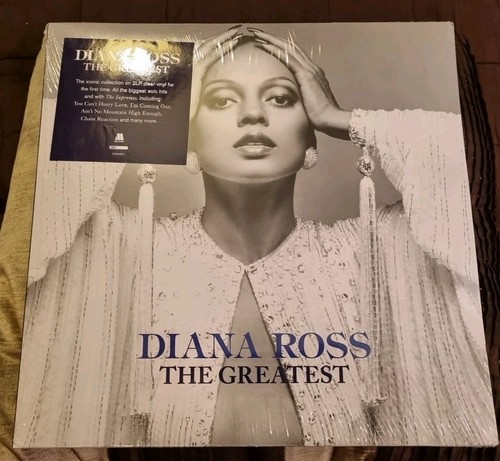 DIANA ROSS
THE GREATEST
The iconic collection on 2LP clear vinyl for
the first time. All the biggest solo hits
and with The Supremes, including:
You Can't Hurry Love, I'm Coming Out,
Ain't No Mountain High Enough,
Chain Reaction and many more...
DIANA ROSS
THE GREATEST